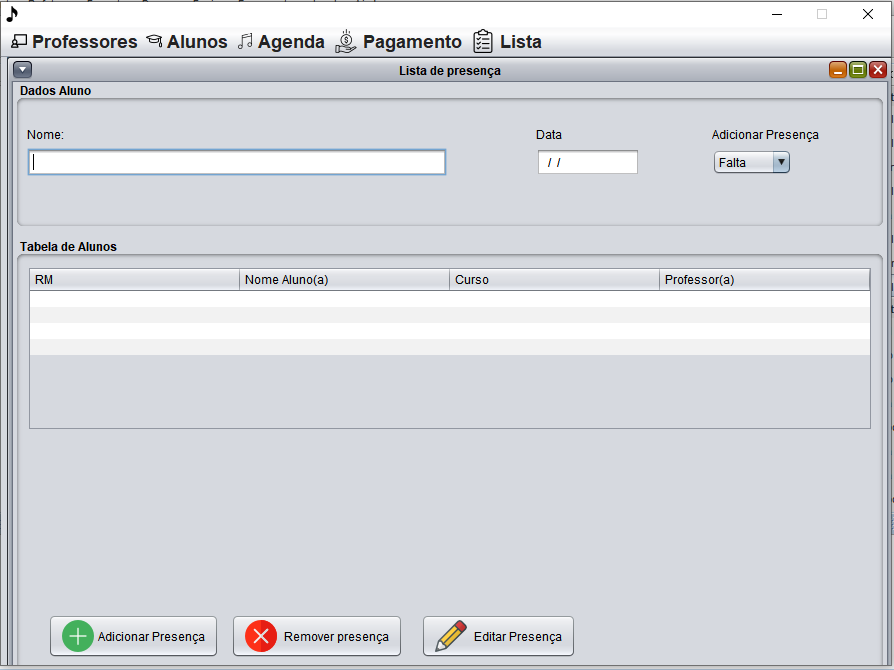 Professores Alunos Agenda Pagamento Lista
Lista de presença
Dados Aluno
Nome: Data Adicionar Presença
/ / Falta
Tabela de Alunos
RM Nome Aluno(a) Curso Professor(a)
Adicionar Presença Remover presença Editar Presença